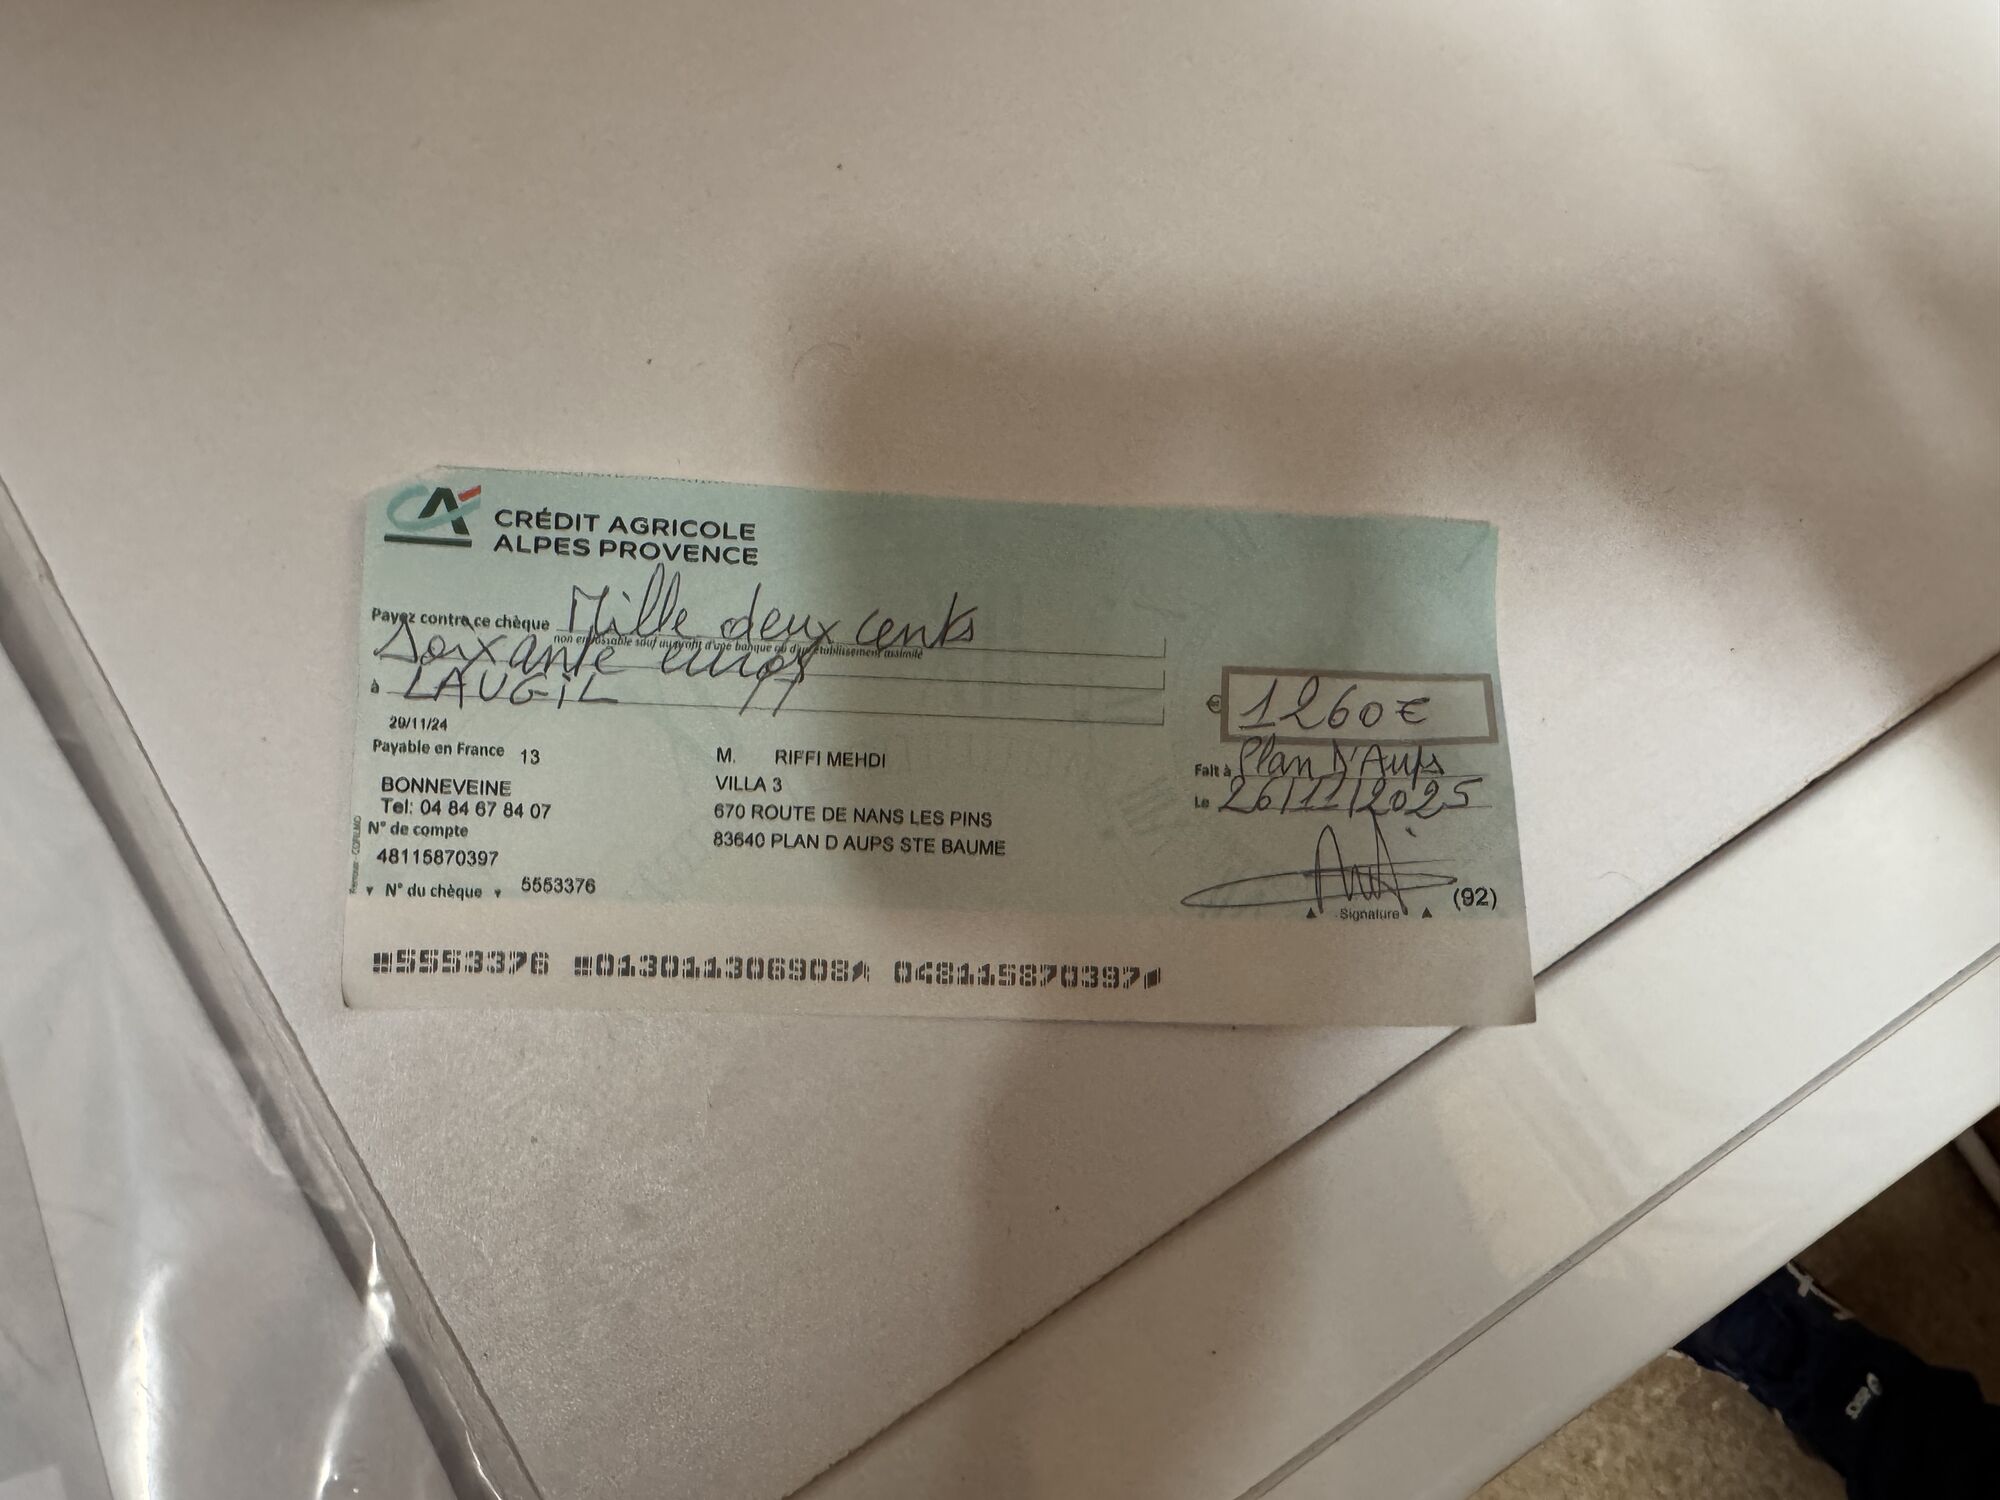 CA CRÉDIT AGRICOLE
ALPES PROVENCE
Payez contre ce chèque Mille deux cents
non endossable sauf au profit d'une banque ou d'un établissement assimilé
Soixante euros
à LAUGIL
€ 1260€
29/11/24
Payable en France 13
BONNEVEINE
Tel: 04 84 67 84 07
N° de compte
48115870397
N° du chèque 5553376
M. RIFFI MEHDI
VILLA 3
670 ROUTE DE NANS LES PINS
83640 PLAN D AUPS STE BAUME
Fait à Plan D'Aups
Le 26/11/2025
Signature
(92)
5553376 013011306908 048115870397